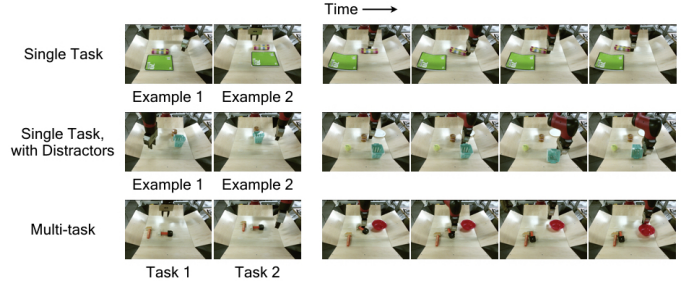 Time
Single Task
Example 1 Example 2
Single Task,
with Distractors
Example 1 Example 2
Multi-task
Task 1 Task 2